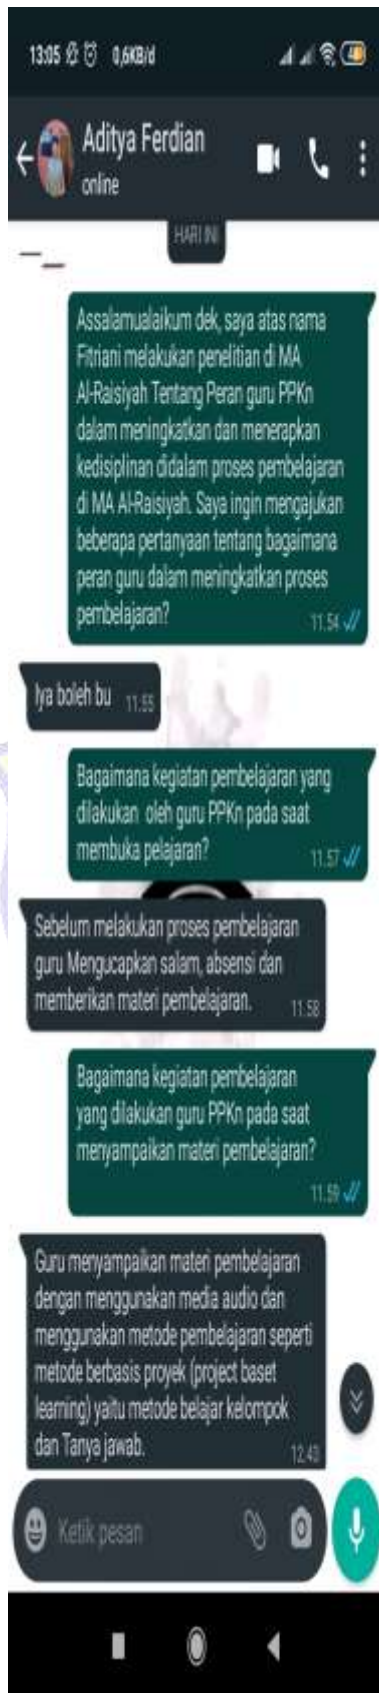 13:05 0,6KB/d
Aditya Ferdian
online
HARI INI
Assalamualaikum dek, saya atas nama
Fitriani melakukan penelitian di MA
Al-Raisiyah Tentang Peran guru PPKn
dalam meningkatkan dan menerapkan
kedisiplinan didalam proses pembelajaran
di MA Al-Raisiyah. Saya ingin mengajukan
beberapa pertanyaan tentang bagaimana
peran guru dalam meningkatkan proses
pembelajaran?
11.54
Iya boleh bu 11.55
Bagaimana kegiatan pembelajaran yang
dilakukan oleh guru PPKn pada saat
membuka pelajaran?
11.57
Sebelum melakukan proses pembelajaran
guru Mengucapkan salam, absensi dan
memberikan materi pembelajaran. 11.58
Bagaimana kegiatan pembelajaran
yang dilakukan guru PPKn pada saat
menyampaikan materi pembelajaran?
11.59
Guru menyampaikan materi pembelajaran
dengan menggunakan media audio dan
menggunakan metode pembelajaran seperti
metode berbasis proyek (project baset
learning) yaitu metode belajar kelompok
dan Tanya jawab. 12.43
Ketik pesan